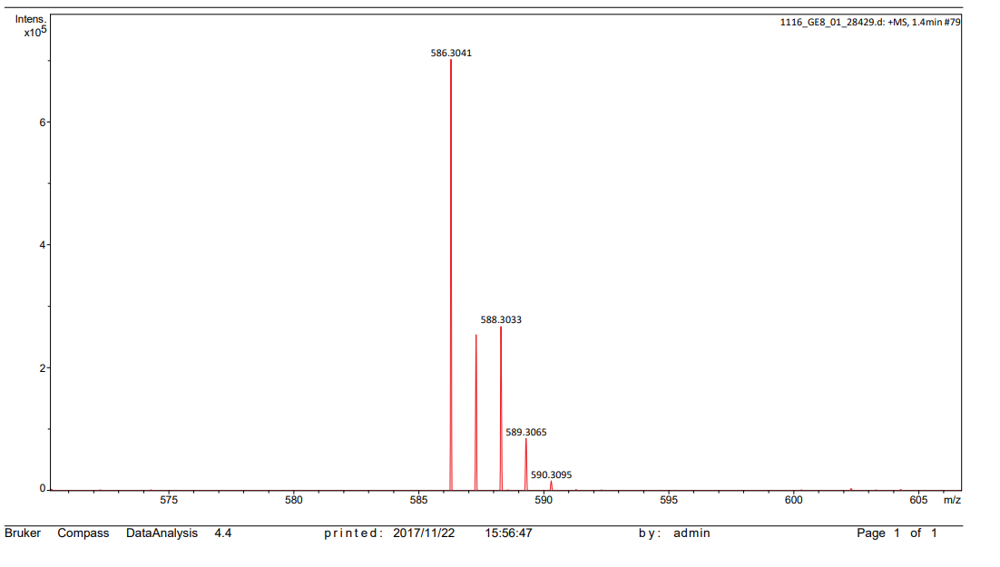 Intens.
x10⁵
1116_GE8_01_28429.d: +MS, 1.4min #79
586.3041
6
588.3033
4
2
589.3065
590.3095
0
575 580 585 590 595 600 605 m/z
Bruker Compass DataAnalysis 4.4 printed: 2017/11/22 15:56:47 by: admin Page 1 of 1